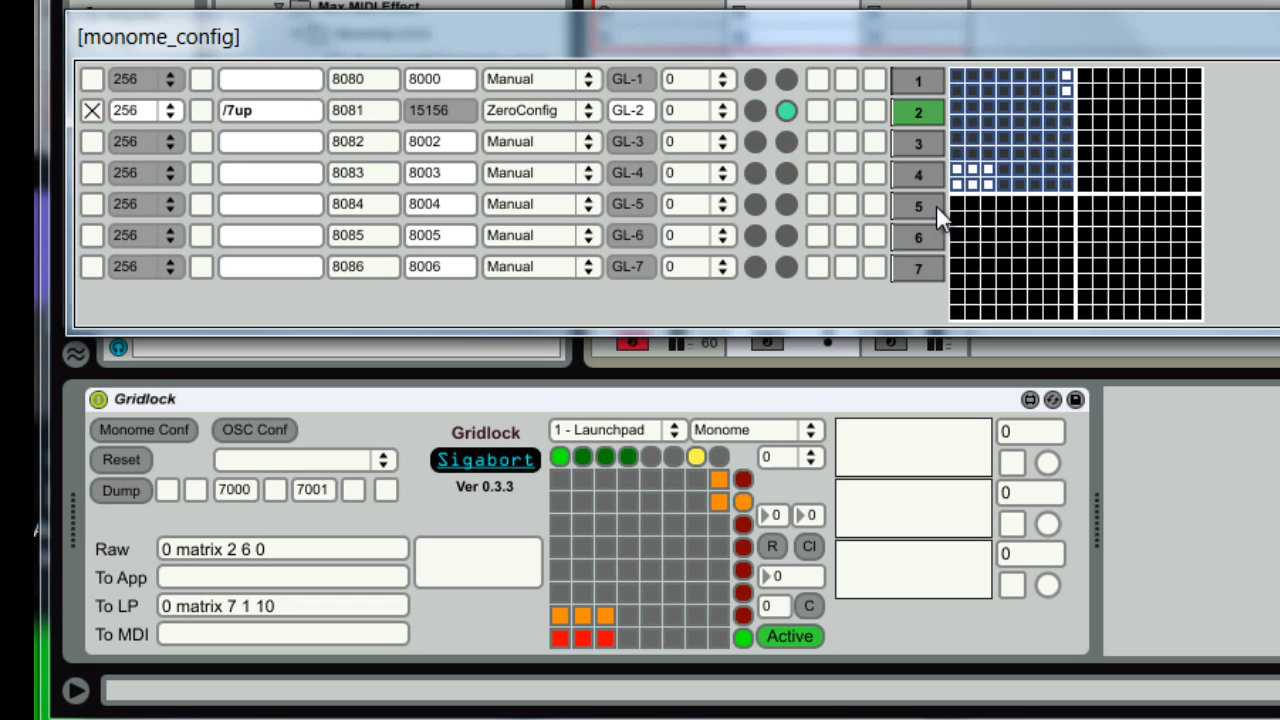 Max MIDI Effect
[monome_config]
256 8080 8000 Manual GL-1 0 1
256 /7up 8081 15156 ZeroConfig GL-2 0 2
256 8082 8002 Manual GL-3 0 3
256 8083 8003 Manual GL-4 0 4
256 8084 8004 Manual GL-5 0 5
256 8085 8005 Manual GL-6 0 6
256 8086 8006 Manual GL-7 0 7
60
Gridlock
Monome Conf OSC Conf Gridlock 1 - Launchpad Monome 0
Reset Sigabort 0
Dump 7000 7001 Ver 0.3.3 0
0 0
Raw 0 matrix 2 6 0 R Cl 0
To App 0
To LP 0 matrix 7 1 10 0 C
To MDI Active